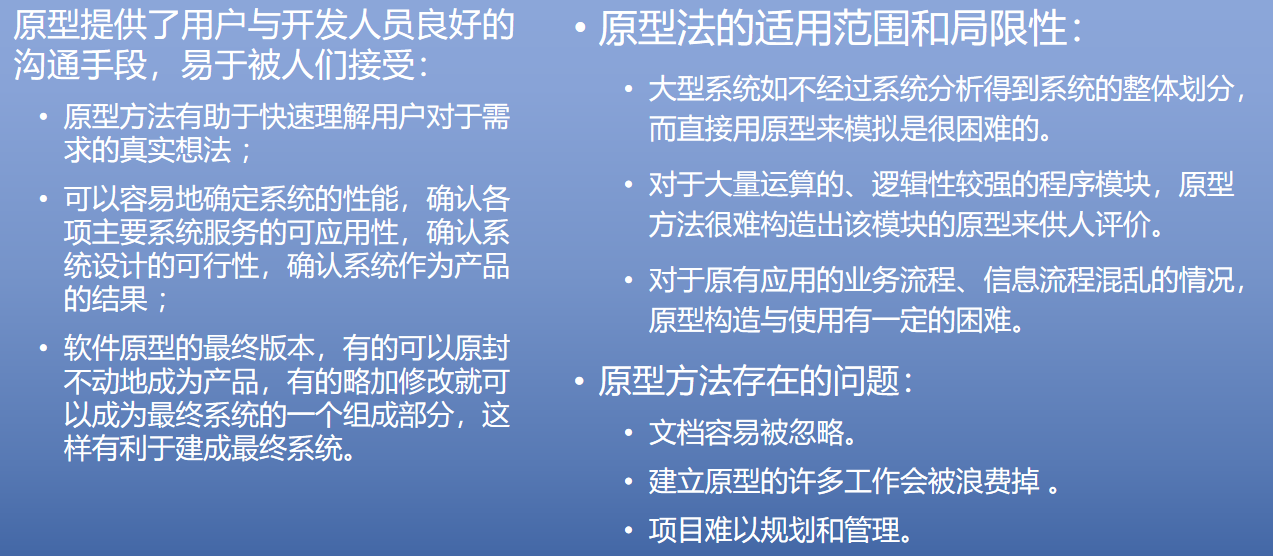 原型提供了用户与开发人员良好的
沟通手段，易于被人们接受：
• 原型方法有助于快速理解用户对于需
求的真实想法；
• 可以容易地确定系统的性能，确认各
项主要系统服务的可应用性，确认系
统设计的可行性，确认系统作为产品
的结果；
• 软件原型的最终版本，有的可以原封
不动地成为产品，有的略加修改就可
以成为最终系统的一个组成部分，这
样有利于建成最终系统。
• 原型法的适用范围和局限性：
• 大型系统如不经过系统分析得到系统的整体划分，
而直接用原型来模拟是很困难的。
• 对于大量运算的、逻辑性较强的程序模块，原型
方法很难构造出该模块的原型来供人评价。
• 对于原有应用的业务流程、信息流程混乱的情况，
原型构造与使用有一定的困难。
• 原型方法存在的问题：
• 文档容易被忽略。
• 建立原型的许多工作会被浪费掉 。
• 项目难以规划和管理。